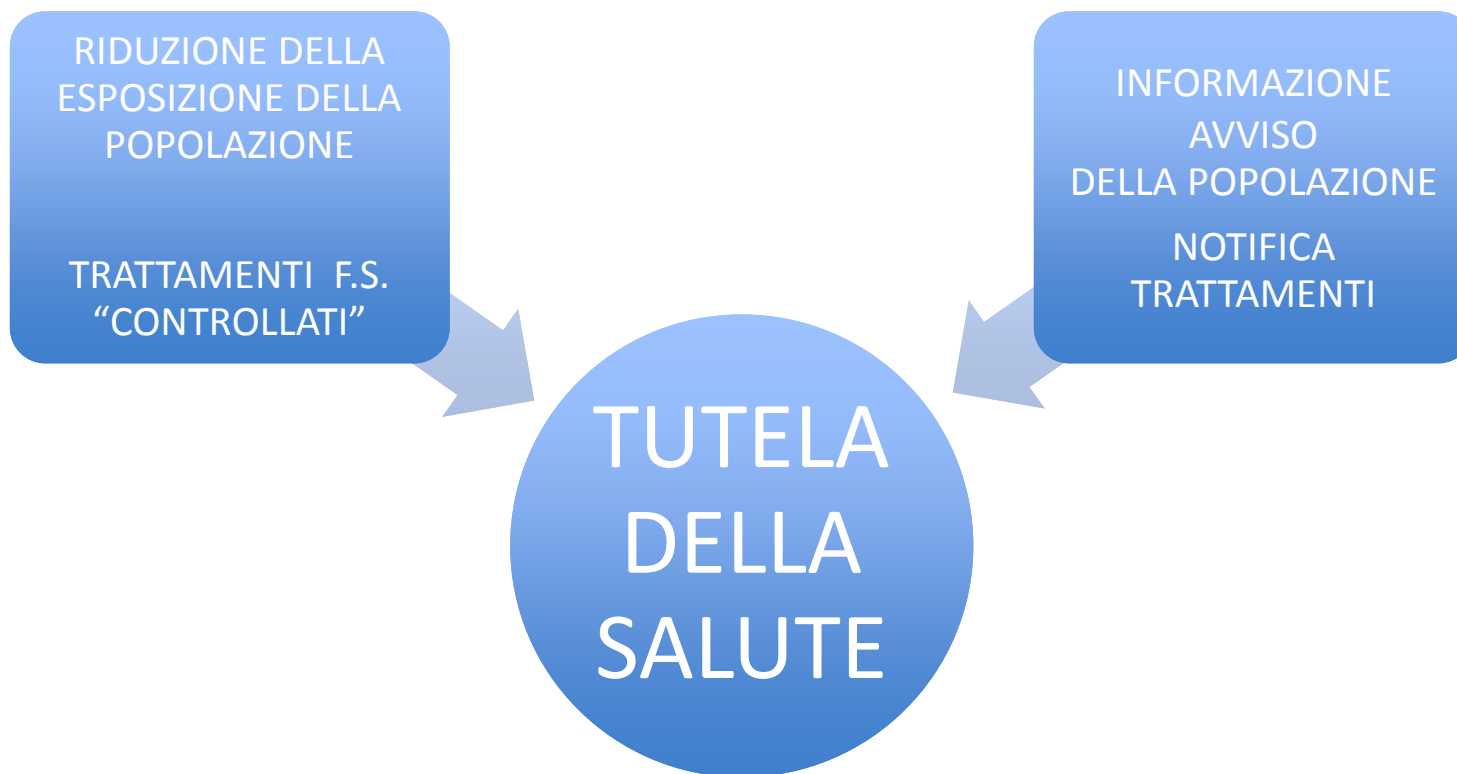 RIDUZIONE DELLA
ESPOSIZIONE DELLA
POPOLAZIONE
TRATTAMENTI F.S.
“CONTROLLATI”
INFORMAZIONE
AVVISO
DELLA POPOLAZIONE
NOTIFICA
TRATTAMENTI
TUTELA
DELLA
SALUTE